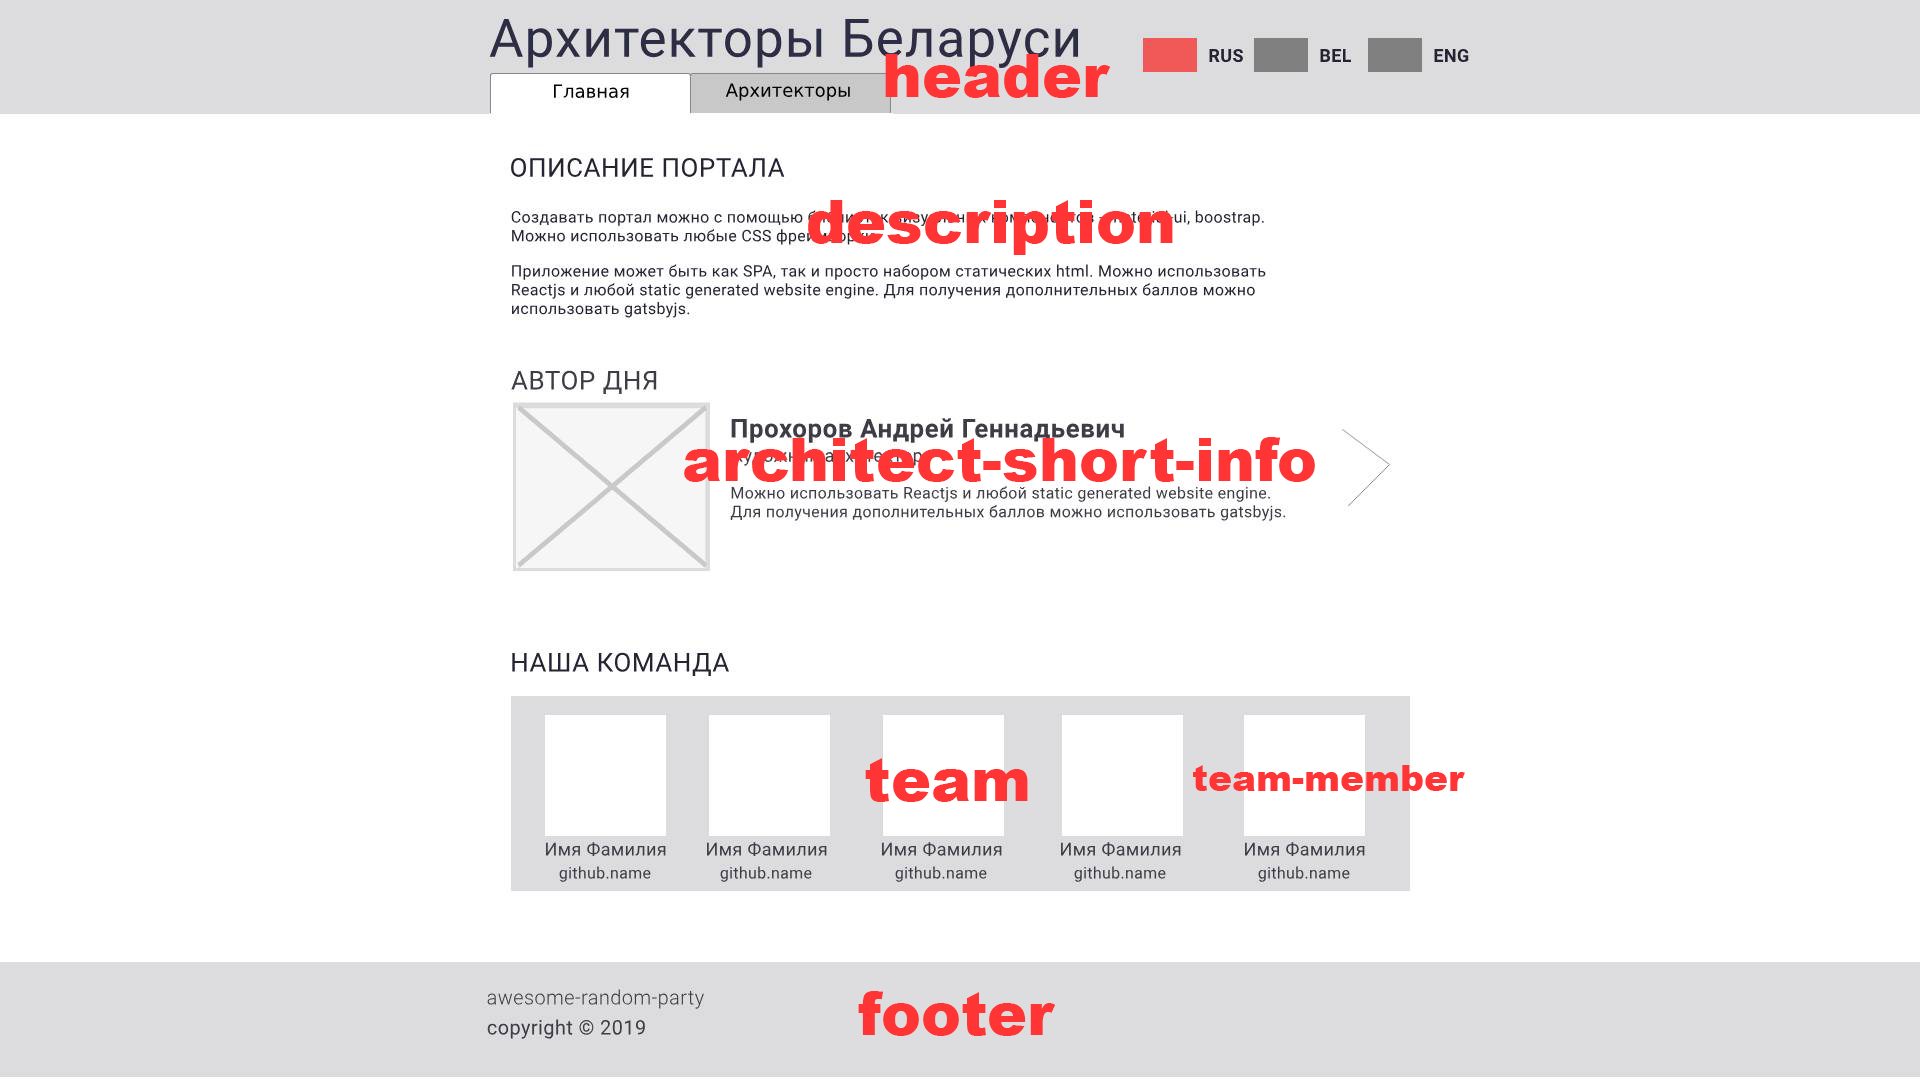 Архитекторы Беларуси
header
RUS
BEL
ENG
Главная
Архитекторы
ОПИСАНИЕ ПОРТАЛА
Создавать портал можно с помощью ui, boostrap.
description
Можно использовать любые CSS
Приложение может быть как SPA, так и просто набором статических html. Можно использовать
Reactjs и любой static generated website engine. Для получения дополнительных баллов можно
использовать gatsbyjs.
АВТОР ДНЯ
Прохоров Андрей Геннадьевич
architect-short-info
Можно использовать Reactjs и любой static generated website engine.
Для получения дополнительных баллов можно использовать gatsbyjs.
НАША КОМАНДА
team
team-member
Имя Фамилия
github.name
Имя Фамилия
github.name
Имя Фамилия
github.name
Имя Фамилия
github.name
Имя Фамилия
github.name
awesome-random-party
copyright © 2019
footer